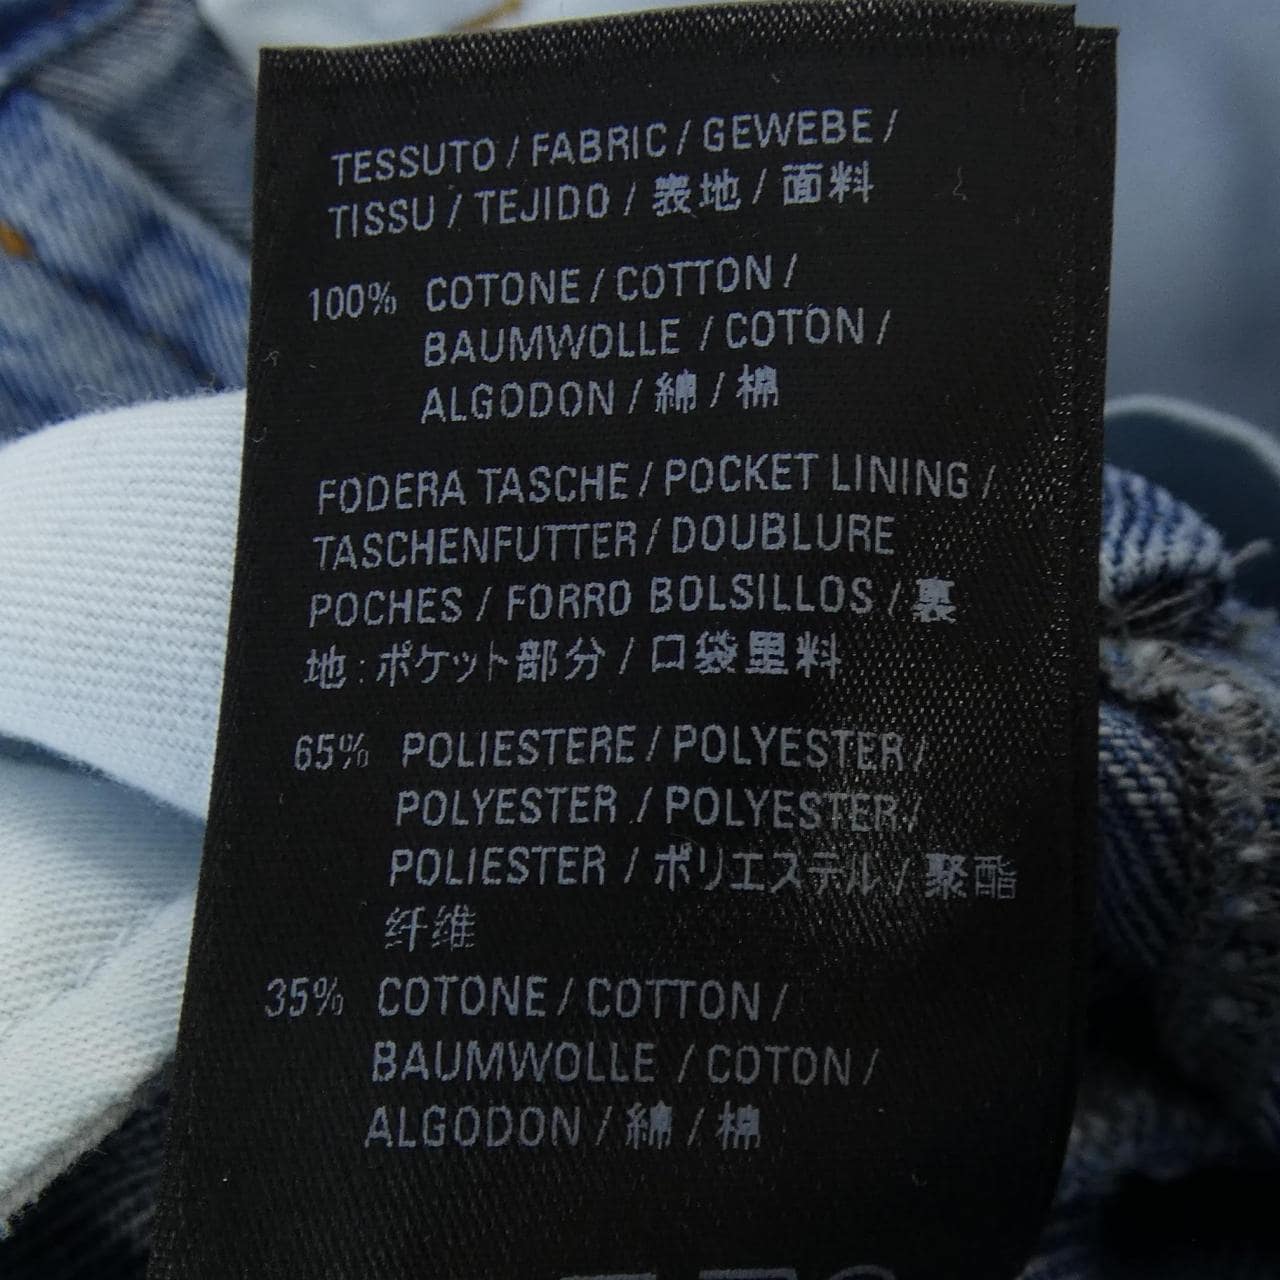 TESSUTO / FABRIC / GEWEBE /
TISSU / TEJIDO / 表地 / 面料
100% COTONE / COTTON /
BAUMWOLLE / COTON /
ALGODON / 綿 / 棉
FODERA TASCHE / POCKET LINING /
TASCHENFUTTER / DOUBLURE
POCHES / FORRO BOLSILLOS / 裏
地 : ポケット部分 / 口袋里料
65% POLIESTERE / POLYESTER /
POLYESTER / POLYESTER /
POLIESTER / ポリエステル / 聚酯
纤维
35% COTONE / COTTON /
BAUMWOLLE / COTON /
ALGODON / 綿 / 棉